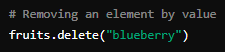 # Removing an element by value
fruits.delete("blueberry")